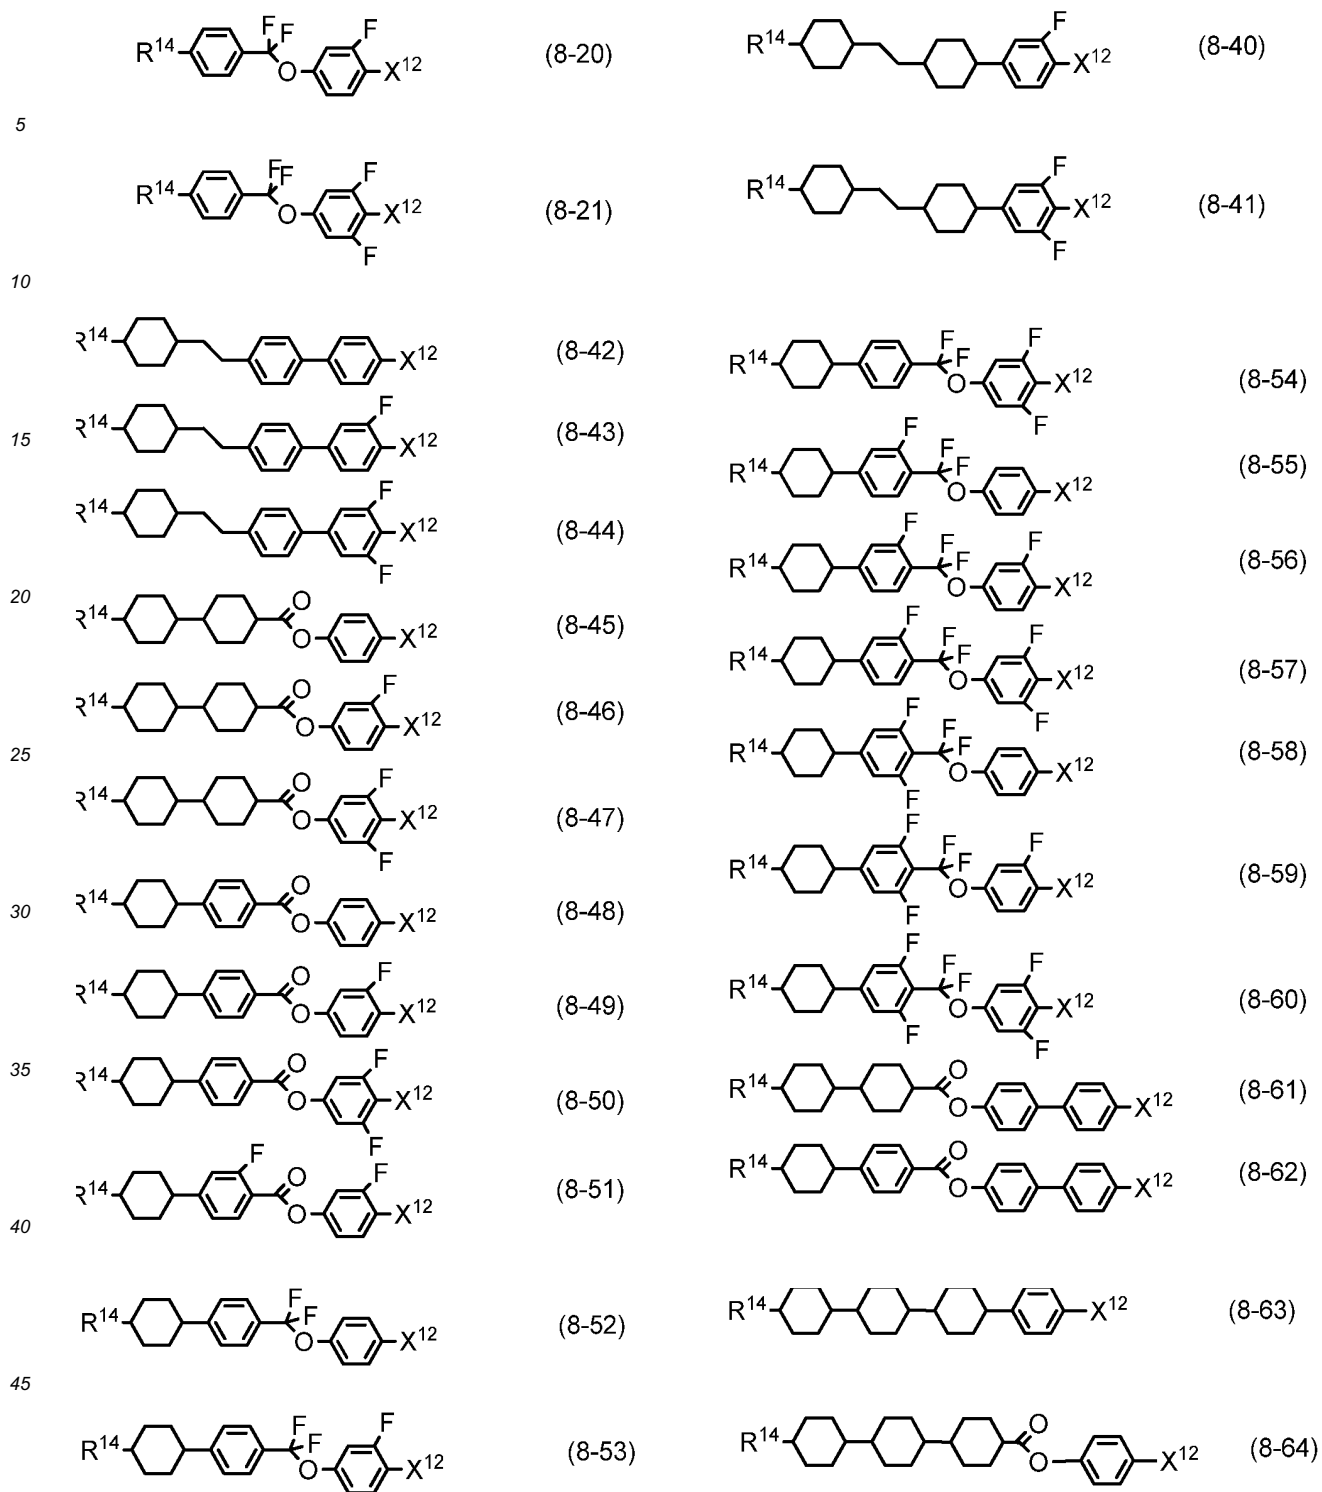 R¹⁴ F F O F X¹² (8-20)
R¹⁴ F X¹² (8-40)
5
R¹⁴ F F O F F X¹² (8-21)
R¹⁴ F F X¹² (8-41)
10
R¹⁴ X¹² (8-42)
R¹⁴ F F O F F X¹² (8-54)
15
R¹⁴ F X¹² (8-43)
R¹⁴ F F F O X¹² (8-55)
R¹⁴ F F X¹² (8-44)
R¹⁴ F F F O F X¹² (8-56)
20
R¹⁴ O O X¹² (8-45)
R¹⁴ F F F O F F X¹² (8-57)
R¹⁴ O O F X¹² (8-46)
25
R¹⁴ F F F F O X¹² (8-58)
R¹⁴ O O F F X¹² (8-47)
R¹⁴ F F F F O F X¹² (8-59)
30
R¹⁴ O O X¹² (8-48)
R¹⁴ O O F X¹² (8-49)
R¹⁴ F F F F O F F X¹² (8-60)
35
R¹⁴ O O F F X¹² (8-50)
R¹⁴ O O X¹² (8-61)
R¹⁴ F O O F X¹² (8-51)
R¹⁴ O O X¹² (8-62)
40
R¹⁴ F F O X¹² (8-52)
R¹⁴ X¹² (8-63)
45
R¹⁴ F F O F X¹² (8-53)
R¹⁴ O O X¹² (8-64)